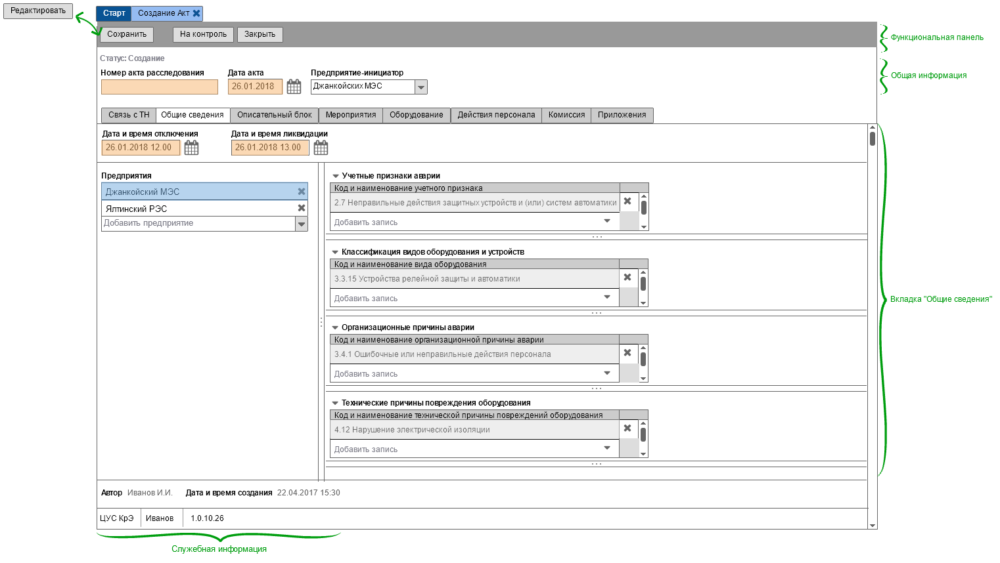 Редактировать
Старт
Создание Акт
Сохранить
На контроль
Закрыть
Функциональная панель
Статус: Создание
Номер акта расследования
Дата акта
Предприятие-инициатор
Общая информация
26.01.2018
Джанкойских МЭС
Связь с ТН
Общие сведения
Описательный блок
Мероприятия
Оборудование
Действия персонала
Комиссия
Приложения
Дата и время отключения
Дата и время ликвидации
26.01.2018 12.00
26.01.2018 13.00
Предприятия
Джанкойский МЭС
Ялтинский РЭС
Добавить предприятие
Учетные признаки аварии
Код и наименование учетного признака
2.7 Неправильные действия защитных устройств и (или) систем автоматики
Добавить запись
Классификация видов оборудования и устройств
Код и наименование вида оборудования
3.3.15 Устройства релейной защиты и автоматики
Добавить запись
Вкладка "Общие сведения"
Организационные причины аварии
Код и наименование организационной причины аварии
3.4.1 Ошибочные или неправильные действия персонала
Добавить запись
Технические причины повреждения оборудования
Код и наименование технической причины повреждений оборудования
4.12 Нарушение электрической изоляции
Добавить запись
Автор Иванов И.И. Дата и время создания 22.04.2017 15:30
ЦУС КрЭ
Иванов
1.0.10.26
Служебная информация